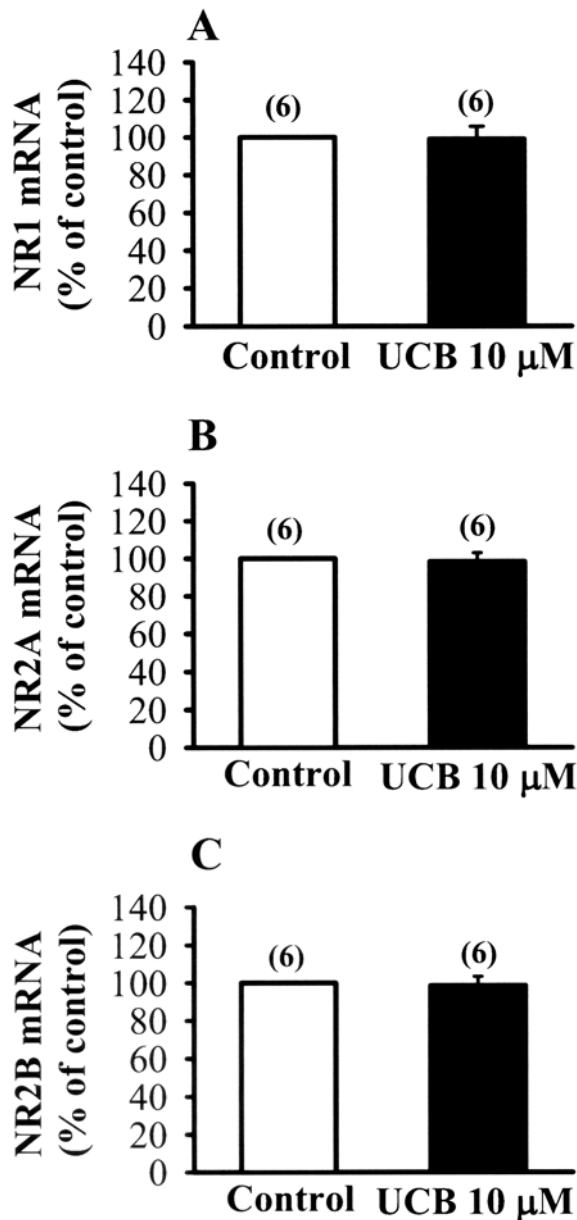 A
NR1 mRNA
(% of control)
140
120
100
80
60
40
20
0
(6)
(6)
Control
UCB 10 μM
B
NR2A mRNA
(% of control)
140
120
100
80
60
40
20
0
(6)
(6)
Control
UCB 10 μM
C
NR2B mRNA
(% of control)
140
120
100
80
60
40
20
0
(6)
(6)
Control
UCB 10 μM